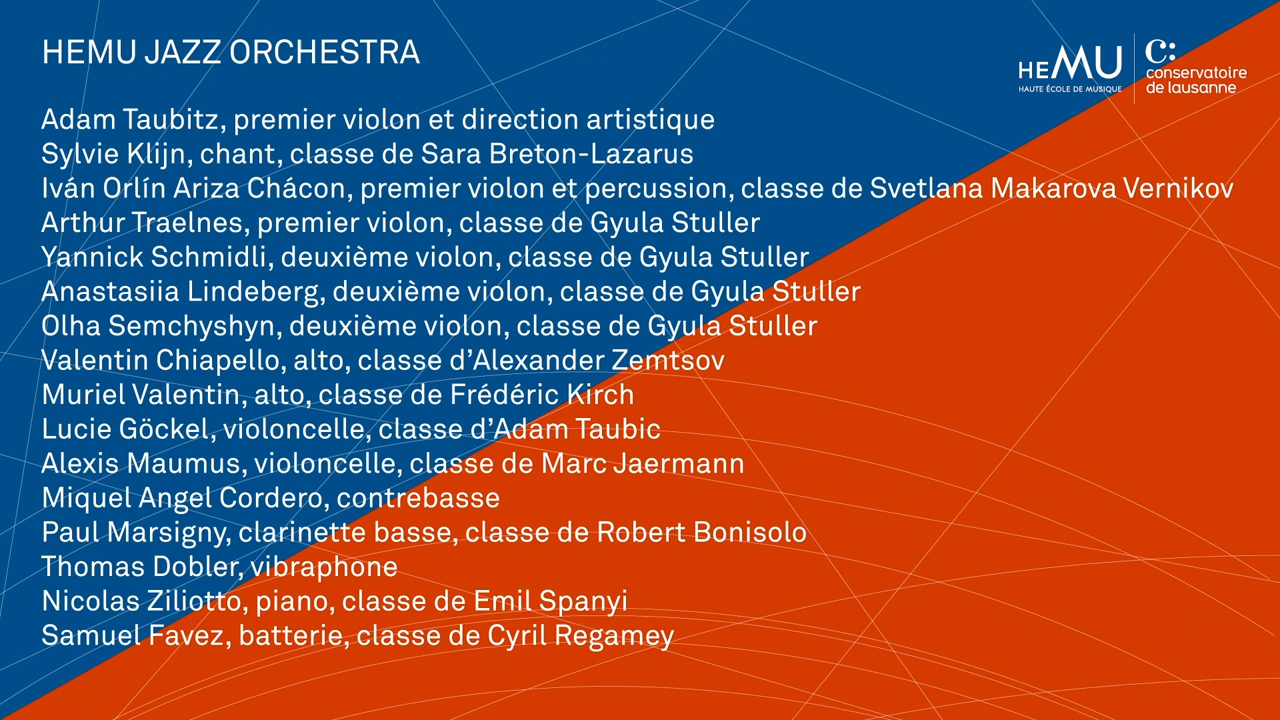 HEMU JAZZ ORCHESTRA
HEMU
HAUTE ÉCOLE DE MUSIQUE
C:
conservatoire
de lausanne
Adam Taubitz, premier violon et direction artistique
Sylvie Klijn, chant, classe de Sara Breton-Lazarus
Iván Orlín Ariza Chácon, premier violon et percussion, classe de Svetlana Makarova Vernikov
Arthur Traelnes, premier violon, classe de Gyula Stuller
Yannick Schmidli, deuxième violon, classe de Gyula Stuller
Anastasiia Lindeberg, deuxième violon, classe de Gyula Stuller
Olha Semchyshyn, deuxième violon, classe de Gyula Stuller
Valentin Chiapello, alto, classe d’Alexander Zemtsov
Muriel Valentin, alto, classe de Frédéric Kirch
Lucie Göckel, violoncelle, classe d’Adam Taubic
Alexis Maumus, violoncelle, classe de Marc Jaermann
Miquel Angel Cordero, contrebasse
Paul Marsigny, clarinette basse, classe de Robert Bonisolo
Thomas Dobler, vibraphone
Nicolas Ziliotto, piano, classe de Emil Spanyi
Samuel Favez, batterie, classe de Cyril Regamey